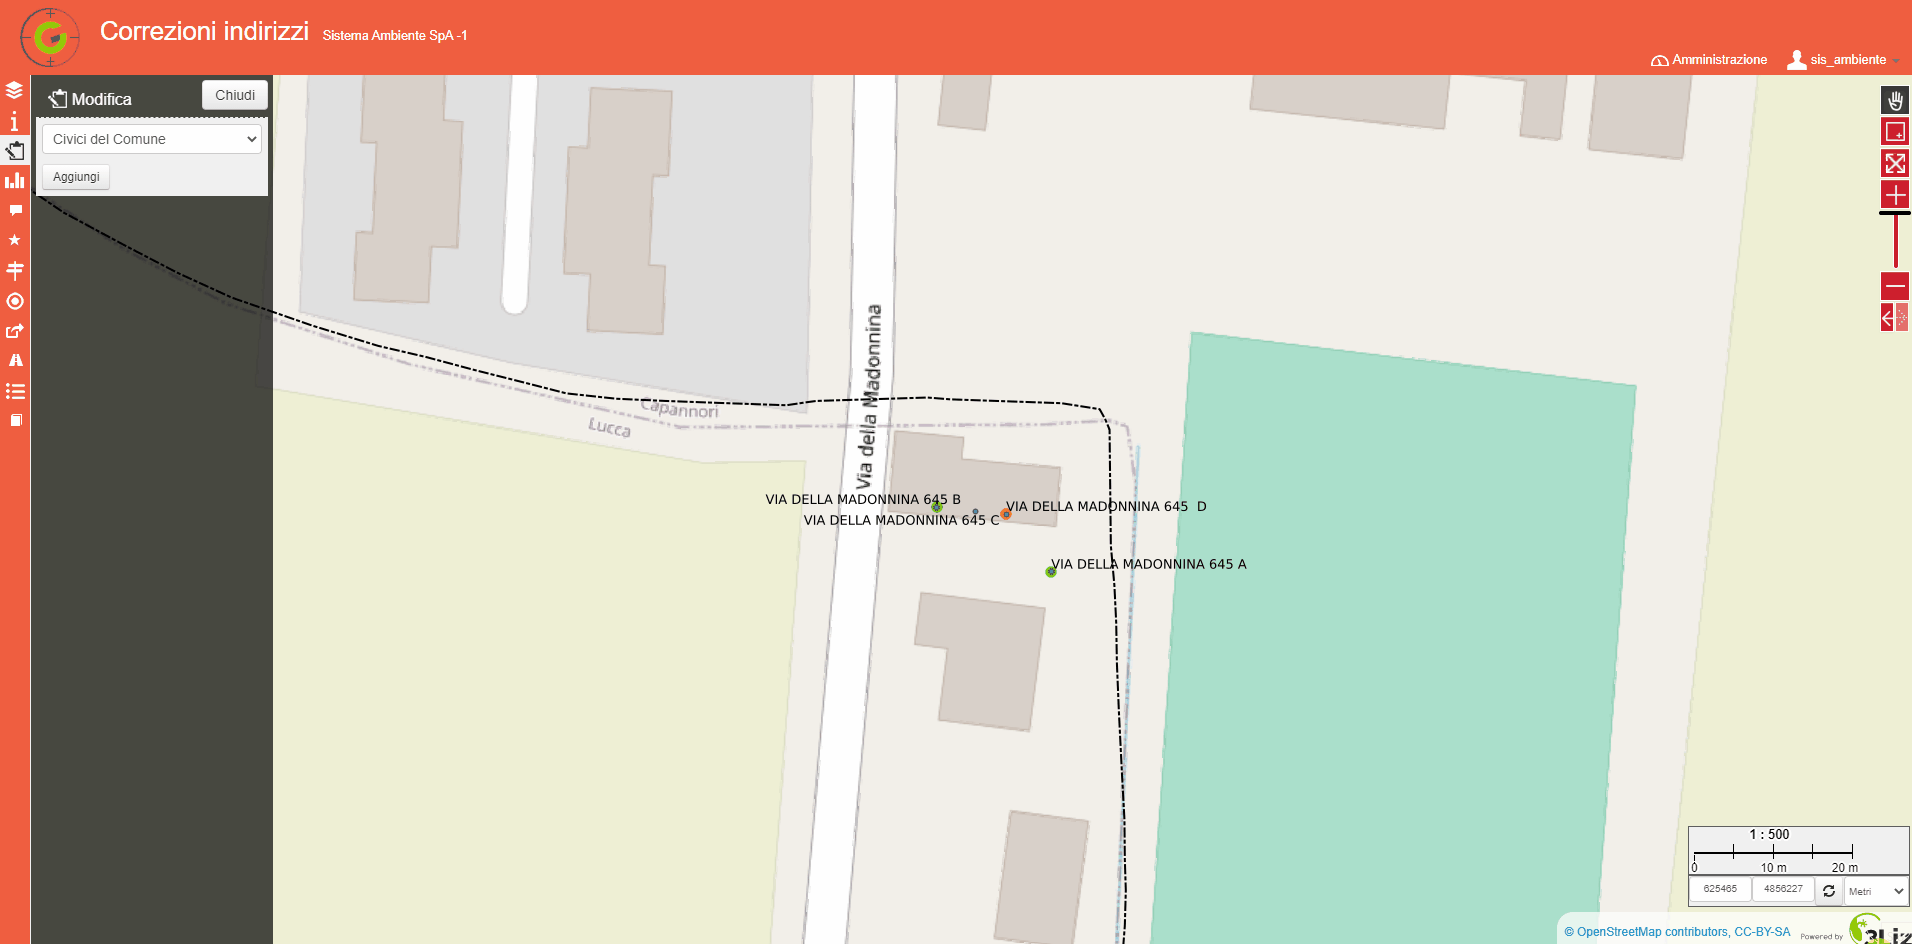 Correzioni indirizzi Sistema Ambiente SpA -1
Amministrazione sis_ambiente
Modifica Chiudi
Civici del Comune
Aggiungi
Via della Madonnina
Capannori
Lucca
VIA DELLA MADONNINA 645 B
VIA DELLA MADONNINA 645 D
VIA DELLA MADONNINA 645 C
VIA DELLA MADONNINA 645 A
1 : 500
0 10 m 20 m
625465 4856227 Metri
© OpenStreetMap contributors, CC-BY-SA Powered by 3Liz